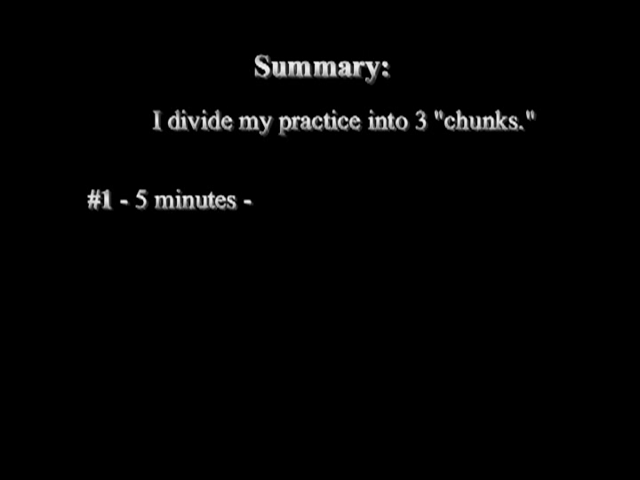 Summary:
I divide my practice into 3 "chunks."
#1 - 5 minutes -